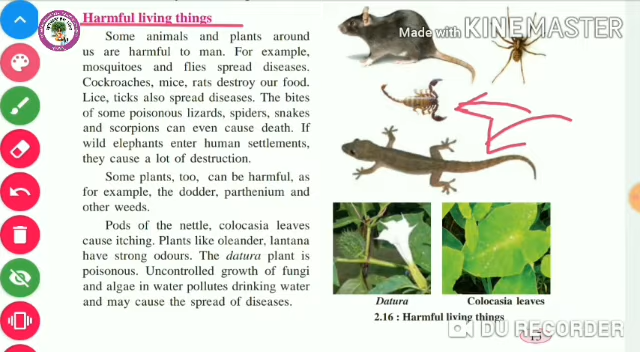 Harmful living things
Some animals and plants around
us are harmful to man. For example,
mosquitoes and flies spread diseases.
Cockroaches, mice, rats destroy our food.
Lice, ticks also spread diseases. The bites
of some poisonous lizards, spiders, snakes
and scorpions can even cause death. If
wild elephants enter human settlements,
they cause a lot of destruction.
Some plants, too, can be harmful, as
for example, the dodder, parthenium and
other weeds.
Pods of the nettle, colocasia leaves
cause itching. Plants like oleander, lantana
have strong odours. The datura plant is
poisonous. Uncontrolled growth of fungi
and algae in water pollutes drinking water
and may cause the spread of diseases.
Made with KINEMASTER
Datura
Colocasia leaves
2.16 : Harmful living things
DU RECORDER